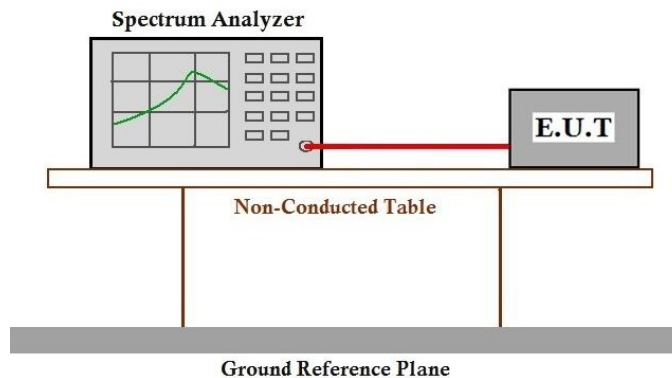 Spectrum Analyzer
E.U.T
Non-Conducted Table
Ground Reference Plane